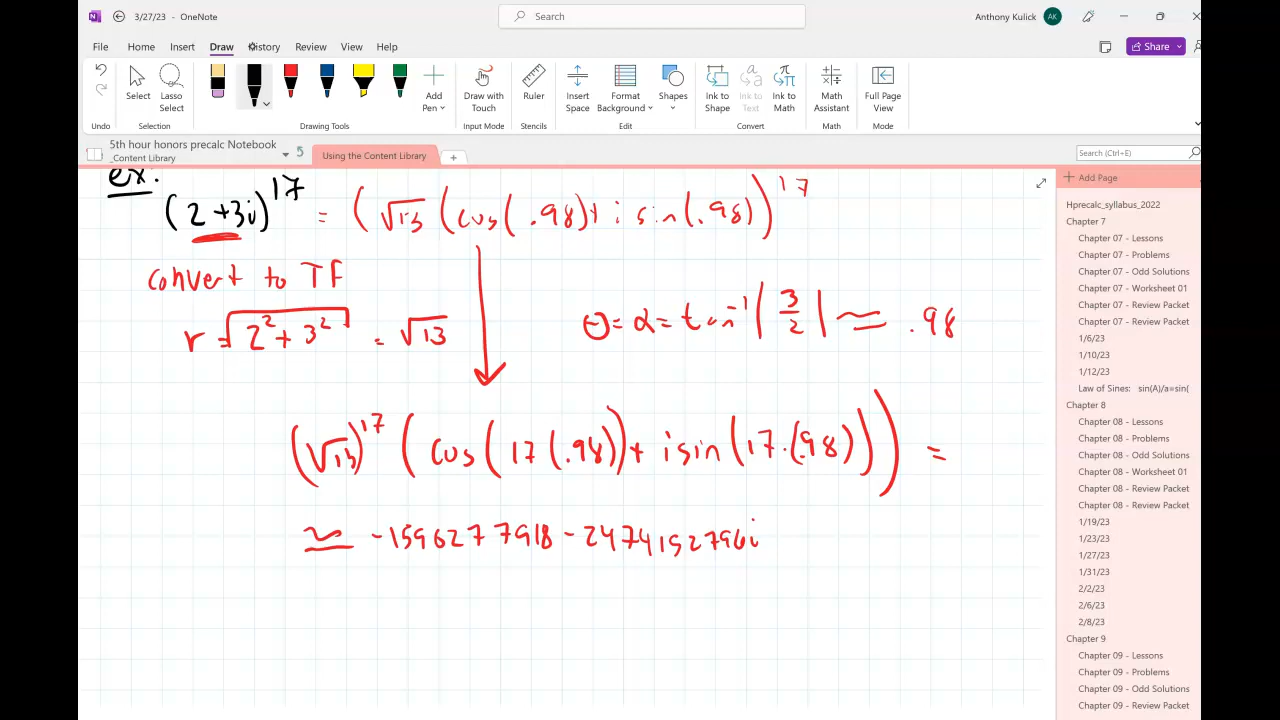 3/27/23 - OneNote
Search
Anthony Kulick
AK
File Home Insert Draw History Review View Help
Share
Select
Lasso Select
Add Pen
Draw with Touch
Ruler
Insert Space
Format Background
Shapes
Ink to Shape
Ink to Text
Ink to Math
Math Assistant
Full Page View
Undo Selection Drawing Tools Input Mode Stencils Edit Convert Math Mode
5th hour honors precalc Notebook
_Content Library
Using the Content Library
Search (Ctrl+E)
ex.
(2+3i)^17 = (√13 (cos(.98)+ i sin(.98))^17
convert to TF
r = √2²+3² = √13
θ = α = tan⁻¹|3/2| ≈ .98
(√13)^17 (cos(17(.98))+ i sin(17·(.98))) =
≈ -1596277918 - 2474152796i
Add Page
Hprecalc_syllabus_2022
Chapter 7
Chapter 07 - Lessons
Chapter 07 - Problems
Chapter 07 - Odd Solutions
Chapter 07 - Worksheet 01
Chapter 07 - Review Packet
Chapter 07 - Review Packet
1/6/23
1/10/23
1/12/23
Law of Sines: sin(A)/a=sin(
Chapter 8
Chapter 08 - Lessons
Chapter 08 - Problems
Chapter 08 - Odd Solutions
Chapter 08 - Worksheet 01
Chapter 08 - Review Packet
Chapter 08 - Review Packet
1/19/23
1/23/23
1/27/23
1/31/23
2/2/23
2/6/23
2/8/23
Chapter 9
Chapter 09 - Lessons
Chapter 09 - Problems
Chapter 09 - Odd Solutions
Chapter 09 - Review Packet